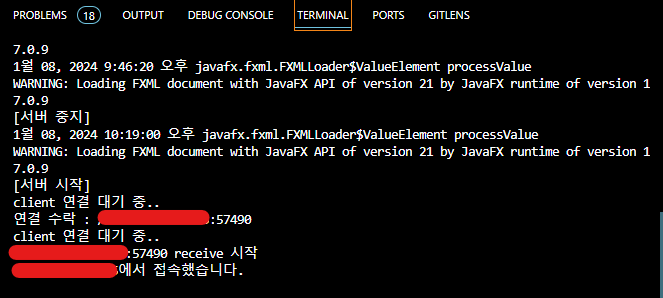 PROBLEMS 18 OUTPUT DEBUG CONSOLE TERMINAL PORTS GITLENS
7.0.9
1월 08, 2024 9:46:20 오후 javafx.fxml.FXMLLoader$ValueElement processValue
WARNING: Loading FXML document with JavaFX API of version 21 by JavaFX runtime of version 1
7.0.9
[서버 중지]
1월 08, 2024 10:19:00 오후 javafx.fxml.FXMLLoader$ValueElement processValue
WARNING: Loading FXML document with JavaFX API of version 21 by JavaFX runtime of version 1
7.0.9
[서버 시작]
client 연결 대기 중..
연결 수락 : :57490
client 연결 대기 중..
:57490 receive 시작
에서 접속했습니다.